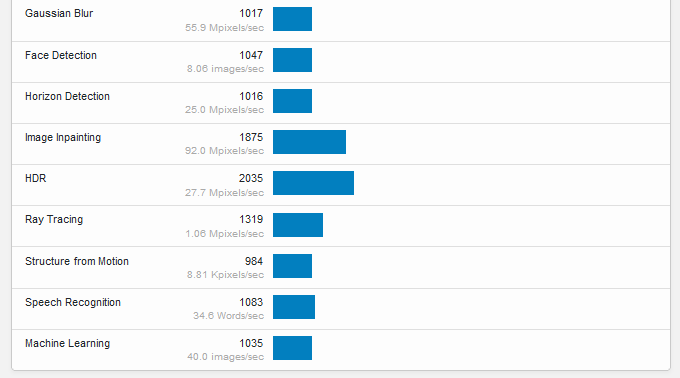 Gaussian Blur 1017
55.9 Mpixels/sec
Face Detection 1047
8.06 images/sec
Horizon Detection 1016
25.0 Mpixels/sec
Image Inpainting 1875
92.0 Mpixels/sec
HDR 2035
27.7 Mpixels/sec
Ray Tracing 1319
1.06 Mpixels/sec
Structure from Motion 984
8.81 Kpixels/sec
Speech Recognition 1083
34.6 Words/sec
Machine Learning 1035
40.0 images/sec